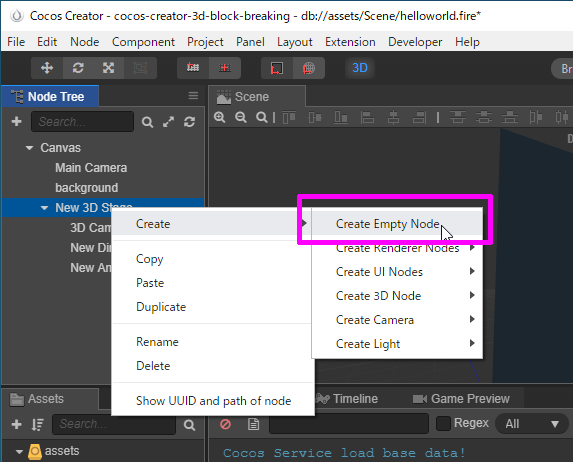 Cocos Creator - cocos-creator-3d-block-breaking - db://assets/Scene/helloworld.fire*
File Edit Node Component Project Panel Layout Extension Developer Help
3D
Br
Node Tree
Scene
Search...
Canvas
Main Camera
background
New 3D Stage
3D Cam
New Dir
New Am
Create
Copy
Paste
Duplicate
Rename
Delete
Show UUID and path of node
Create Empty Node
Create Renderer Nodes
Create UI Nodes
Create 3D Node
Create Camera
Create Light
Assets
Timeline
Game Preview
Search...
Regex
All
assets
Cocos Service load base data!